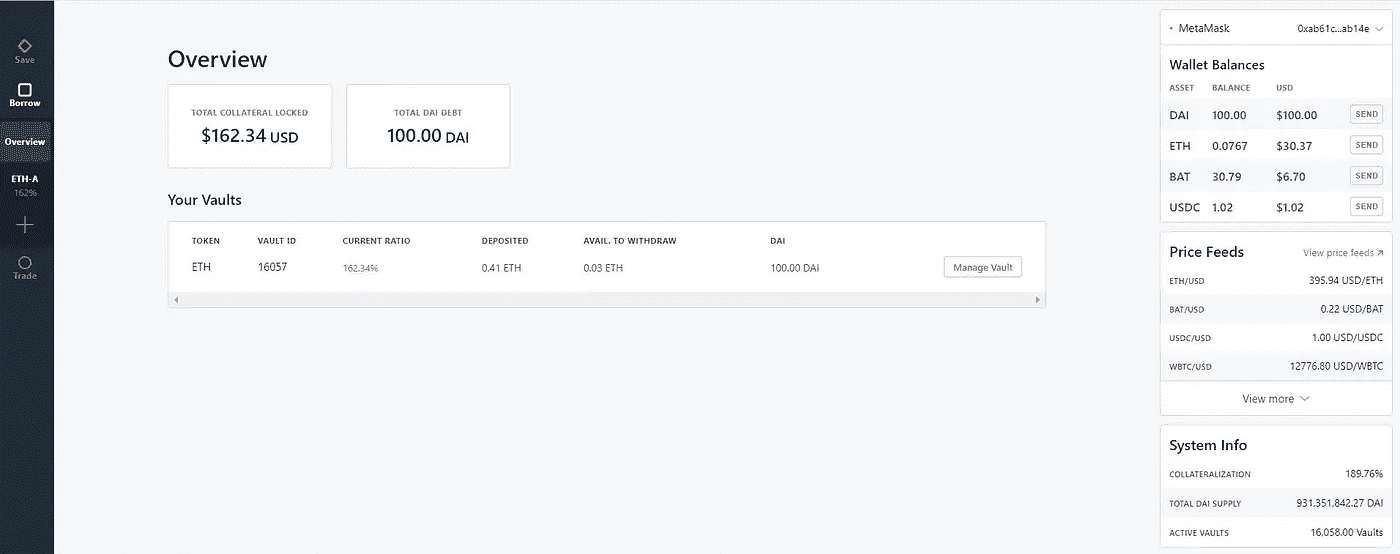 Save
Borrow
Overview
ETH-A
162%
Trade
Overview
TOTAL COLLATERAL LOCKED
$162.34 USD
TOTAL DAI DEBT
100.00 DAI
Your Vaults
TOKEN VAULT ID CURRENT RATIO DEPOSITED AVAIL. TO WITHDRAW DAI
ETH 16057 162.34% 0.41 ETH 0.03 ETH 100.00 DAI Manage Vault
MetaMask 0xab61c...ab14e
Wallet Balances
ASSET BALANCE USD
DAI 100.00 $100.00 SEND
ETH 0.0767 $30.37 SEND
BAT 30.79 $6.70 SEND
USDC 1.02 $1.02 SEND
Price Feeds View price feeds
ETH/USD 395.94 USD/ETH
BAT/USD 0.22 USD/BAT
USDC/USD 1.00 USD/USDC
WBTC/USD 12776.80 USD/WBTC
View more
System Info
COLLATERALIZATION 189.76%
TOTAL DAI SUPPLY 931,351,842.27 DAI
ACTIVE VAULTS 16,058.00 Vaults